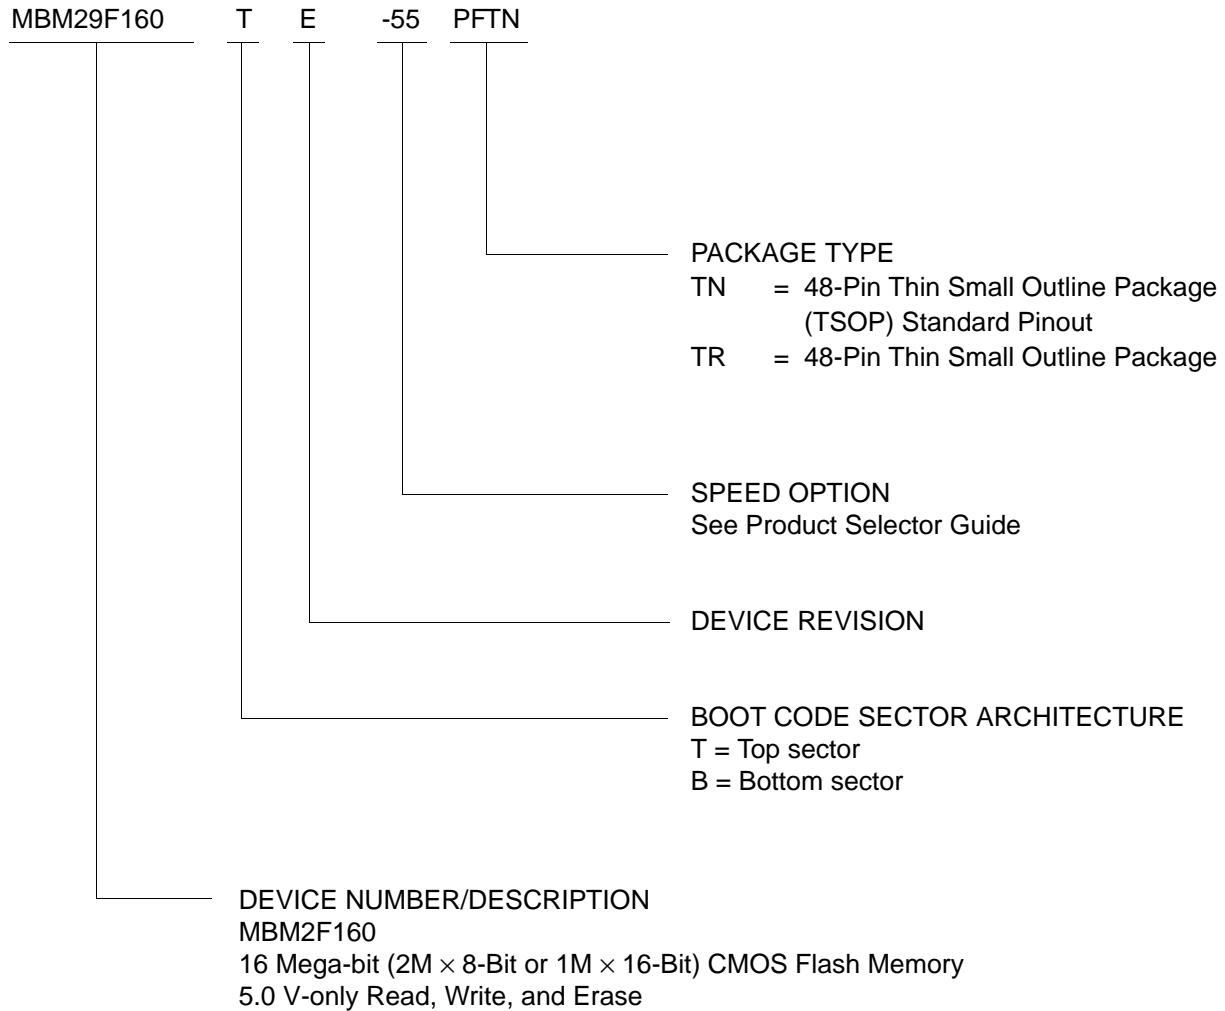 MBM29F160 T E -55 PFTN
PACKAGE TYPE
TN = 48-Pin Thin Small Outline Package
(TSOP) Standard Pinout
TR = 48-Pin Thin Small Outline Package
SPEED OPTION
See Product Selector Guide
DEVICE REVISION
BOOT CODE SECTOR ARCHITECTURE
T = Top sector
B = Bottom sector
DEVICE NUMBER/DESCRIPTION
MBM2F160
16 Mega-bit (2M × 8-Bit or 1M × 16-Bit) CMOS Flash Memory
5.0 V-only Read, Write, and Erase